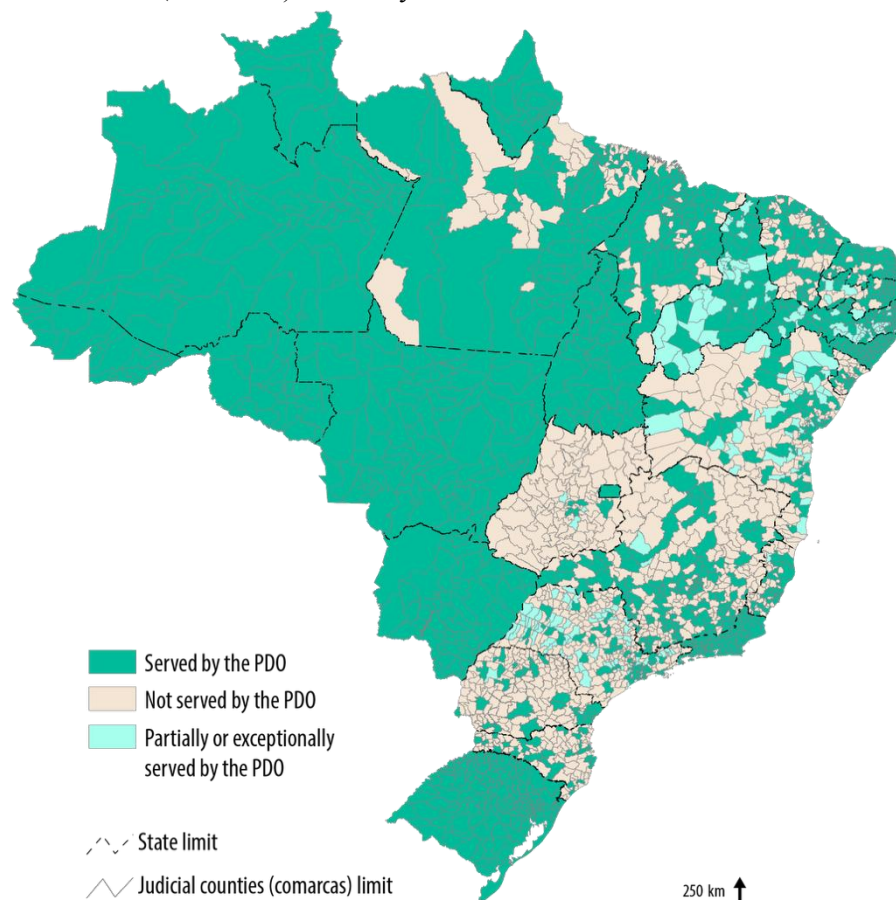 Served by the PDO
Not served by the PDO
Partially or exceptionally
served by the PDO
State limit
Judicial counties (comarcas) limit
250 km